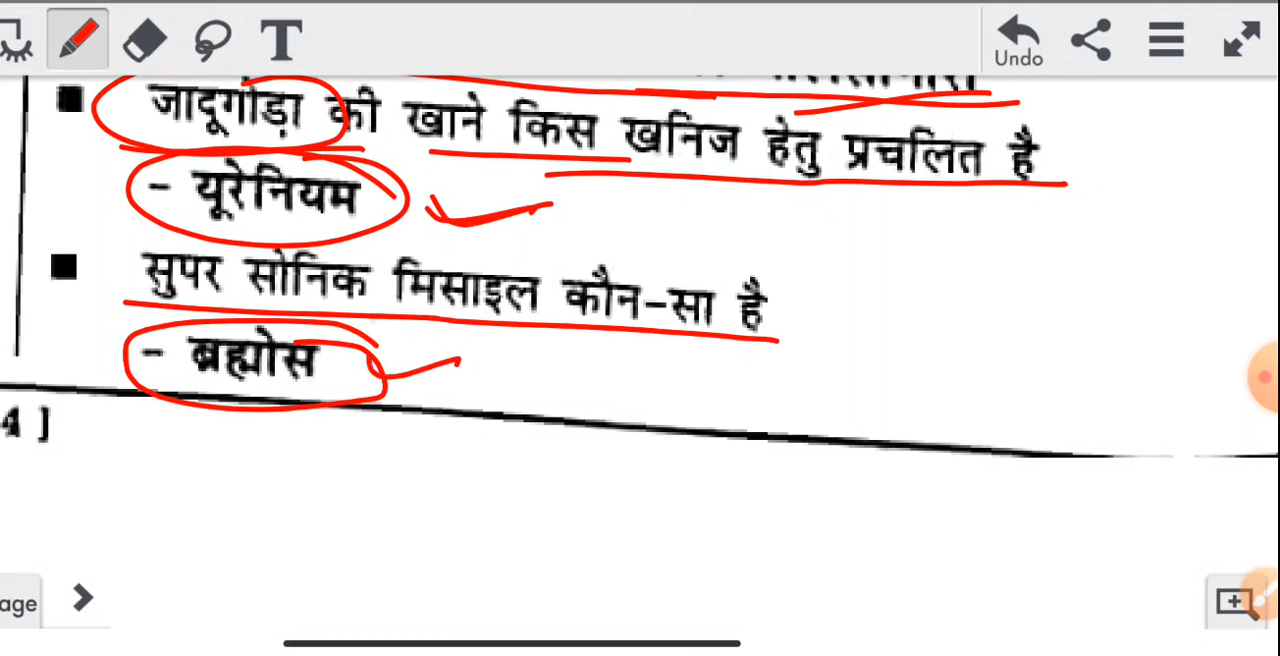 T
Undo
■ जादूगोड़ा की खाने किस खनिज हेतु प्रचलित है
- यूरेनियम
■ सुपर सोनिक मिसाइल कौन-सा है
- ब्रह्मोस
4 ]
age